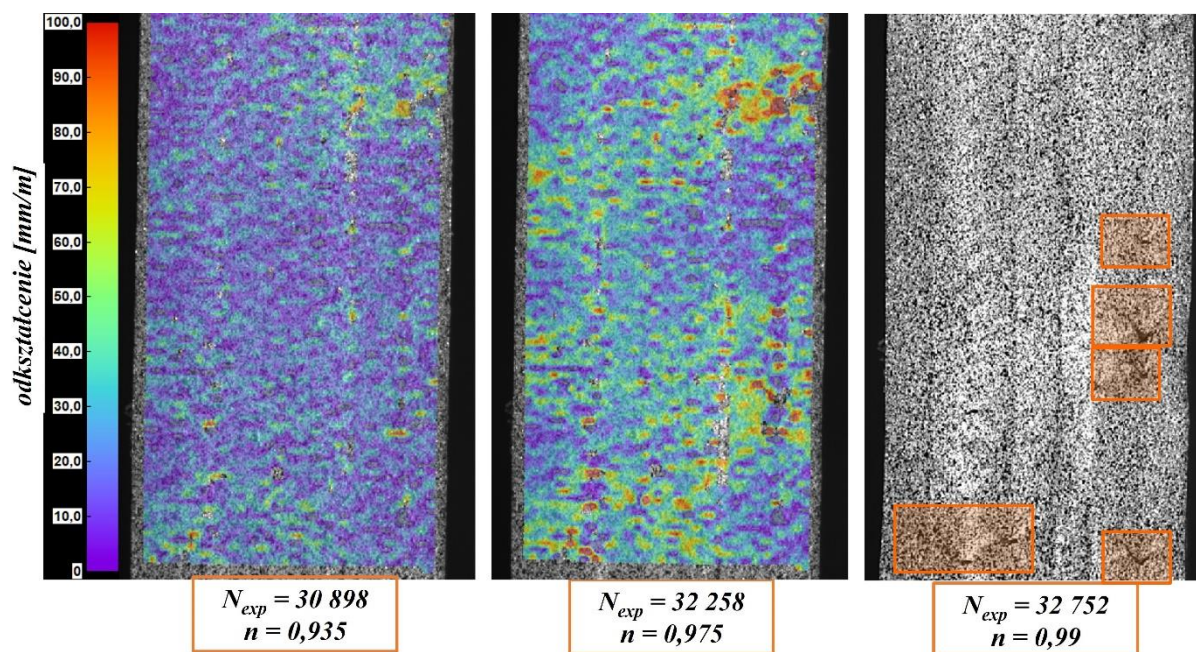 100,0
90,0
80,0
70,0
60,0
50,0
40,0
30,0
20,0
10,0
0
odkształcenie [mm/m]
N_exp = 30 898
n = 0,935
N_exp = 32 258
n = 0,975
N_exp = 32 752
n = 0,99